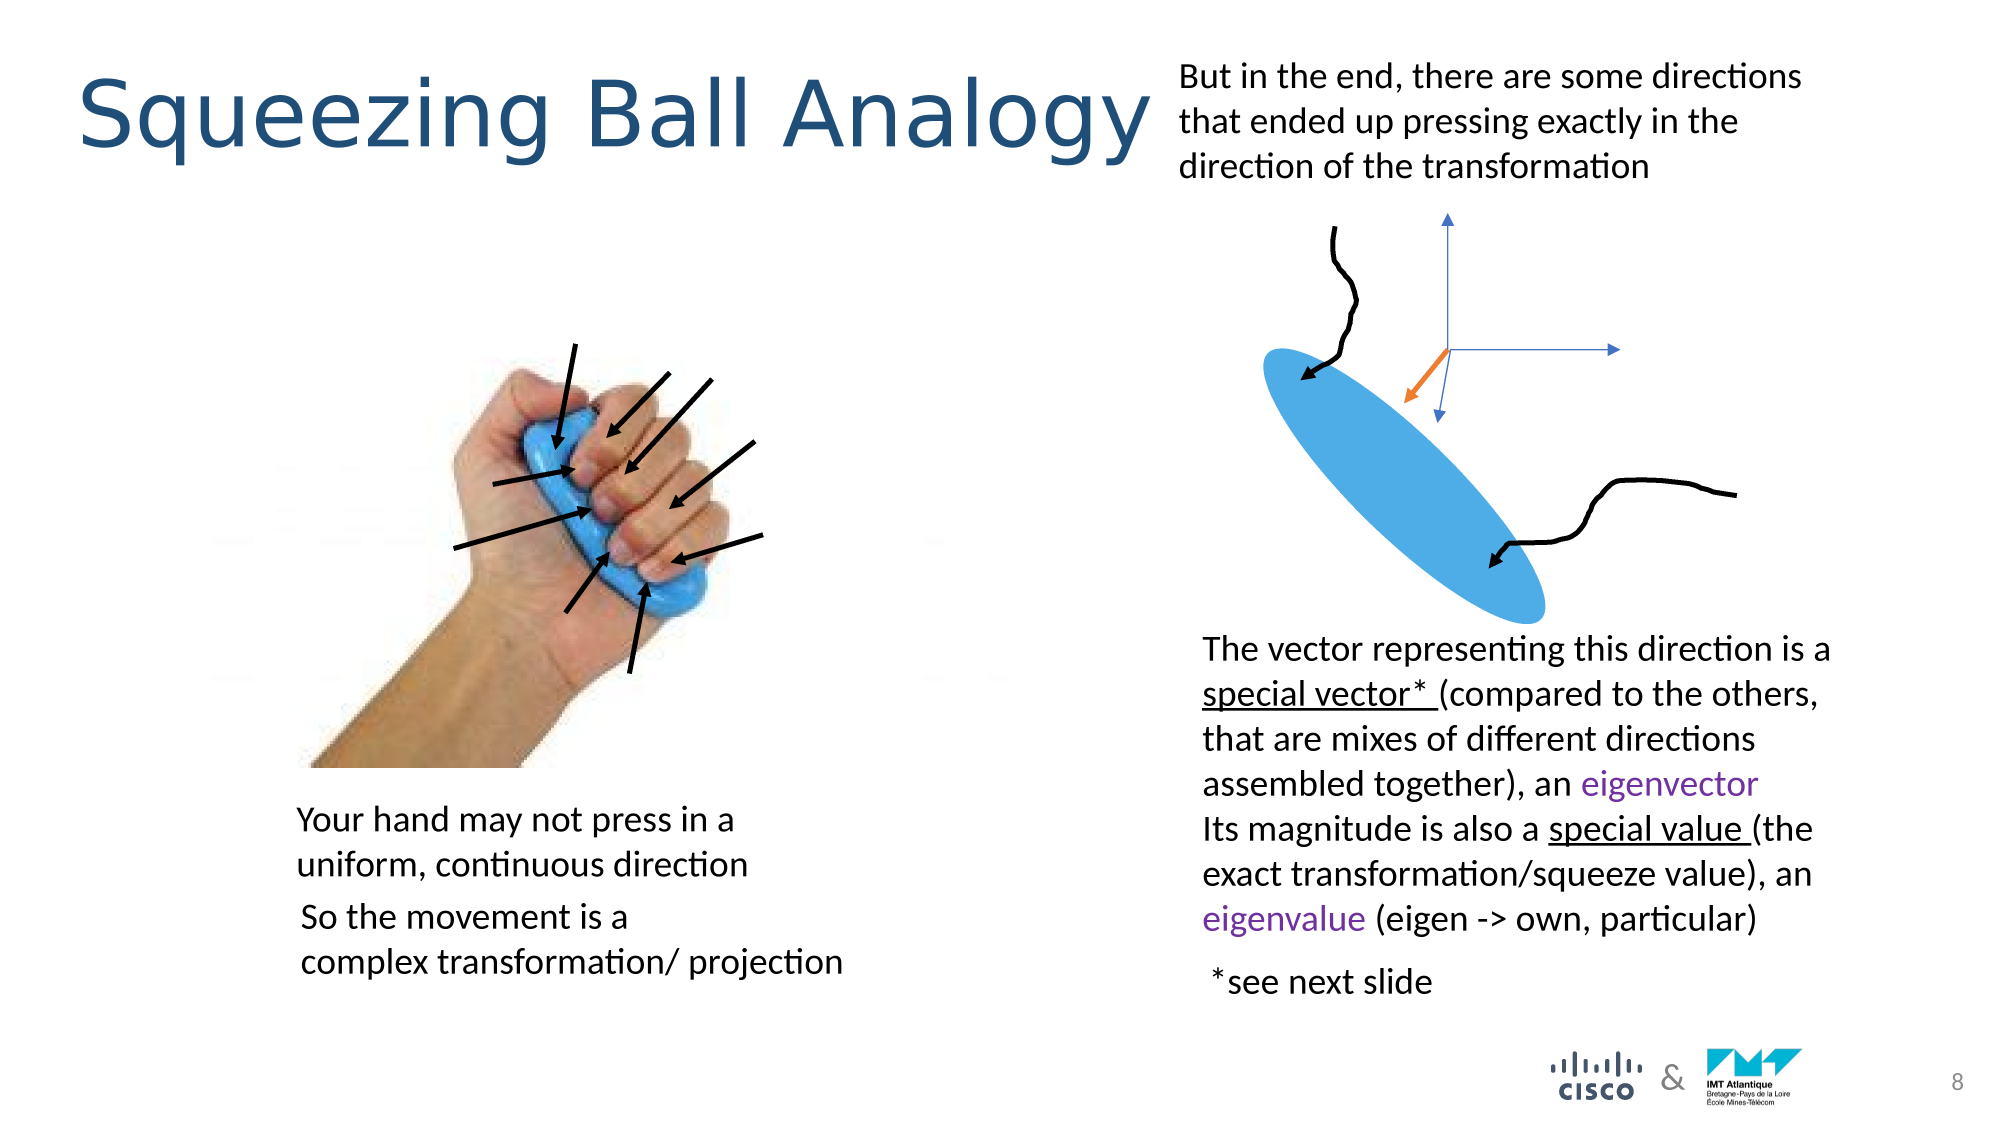 Squeezing Ball Analogy
But in the end, there are some directions
that ended up pressing exactly in the
direction of the transformation
Your hand may not press in a
uniform, continuous direction
So the movement is a
complex transformation/ projection
The vector representing this direction is a
special vector* (compared to the others,
that are mixes of different directions
assembled together), an eigenvector
Its magnitude is also a special value (the
exact transformation/squeeze value), an
eigenvalue (eigen -> own, particular)
*see next slide
CISCO
&
IMT Atlantique
Bretagne-Pays de la Loire
École Mines-Télécom
8